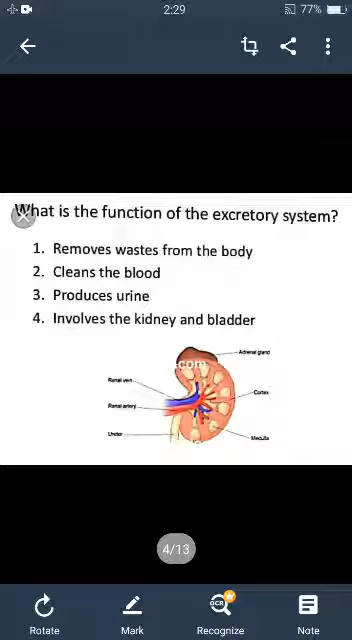 2:29
77%
What is the function of the excretory system?
1. Removes wastes from the body
2. Cleans the blood
3. Produces urine
4. Involves the kidney and bladder
Adrenal gland
.com
Renal vein
Cortex
Renal artery
Ureter
Medulla
4/13
OCR
Rotate Mark Recognize Note